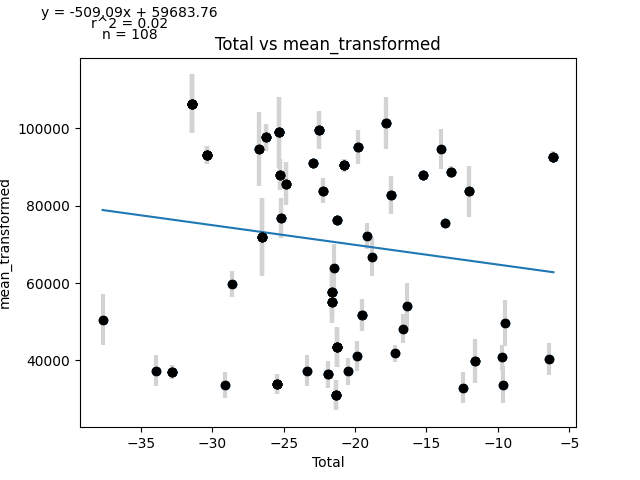 y = -509.09x + 59683.76
r^2 = 0.02
n = 108
Total vs mean_transformed
mean_transformed
100000
80000
60000
40000
−35 −30 −25 −20 −15 −10 −5
Total